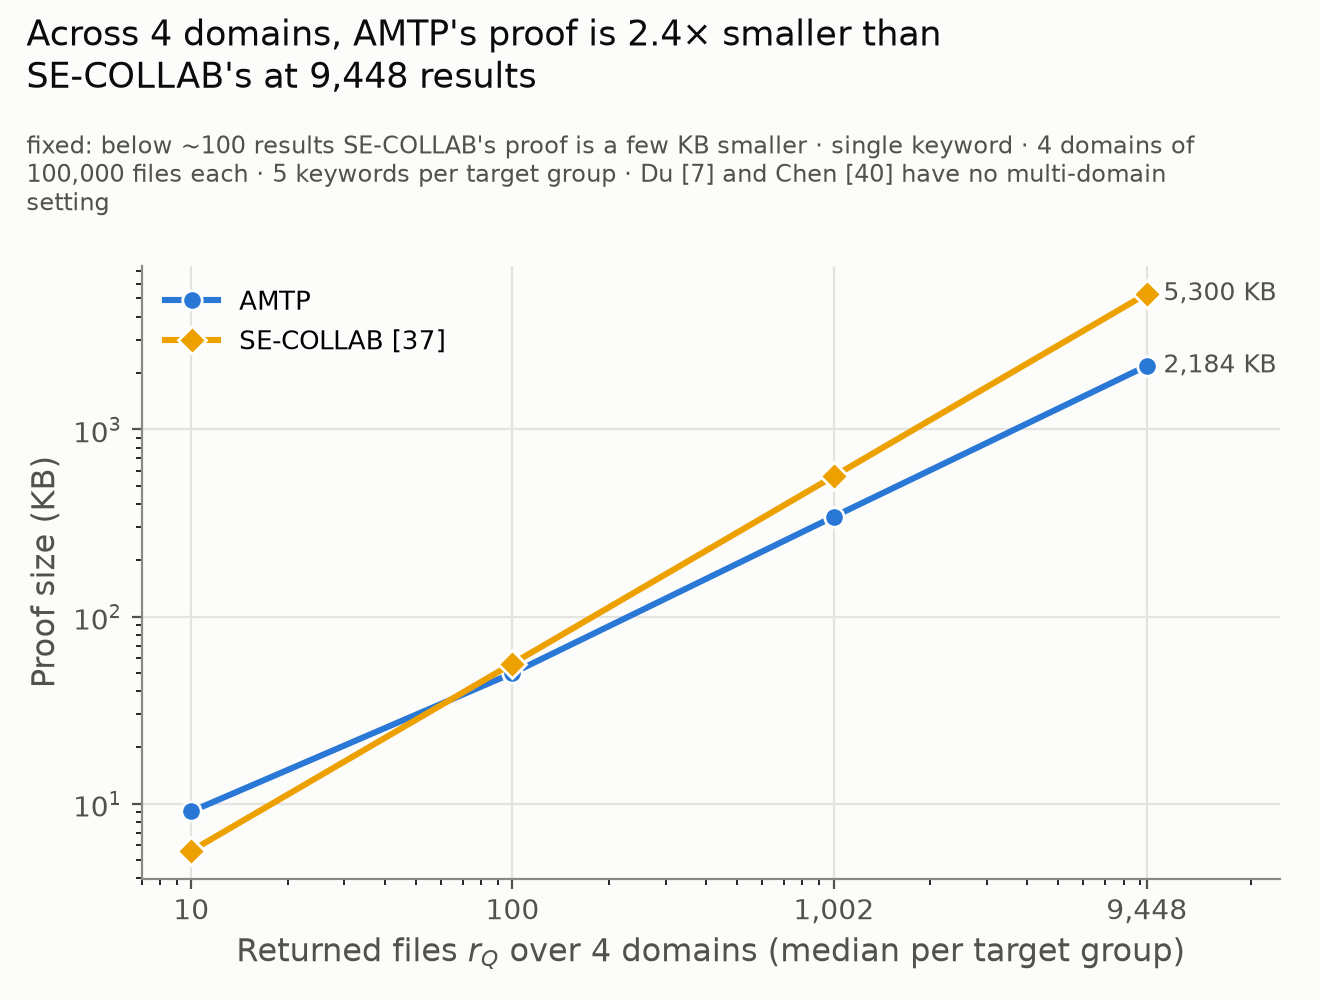 Across 4 domains, AMTP's proof is 2.4× smaller than
SE-COLLAB's at 9,448 results
fixed: below ~100 results SE-COLLAB's proof is a few KB smaller · single keyword · 4 domains of
100,000 files each · 5 keywords per target group · Du [7] and Chen [40] have no multi-domain
setting
AMTP
SE-COLLAB [37]
5,300 KB
2,184 KB
10³
10²
10¹
Proof size (KB)
10 100 1,002 9,448
Returned files r_Q over 4 domains (median per target group)